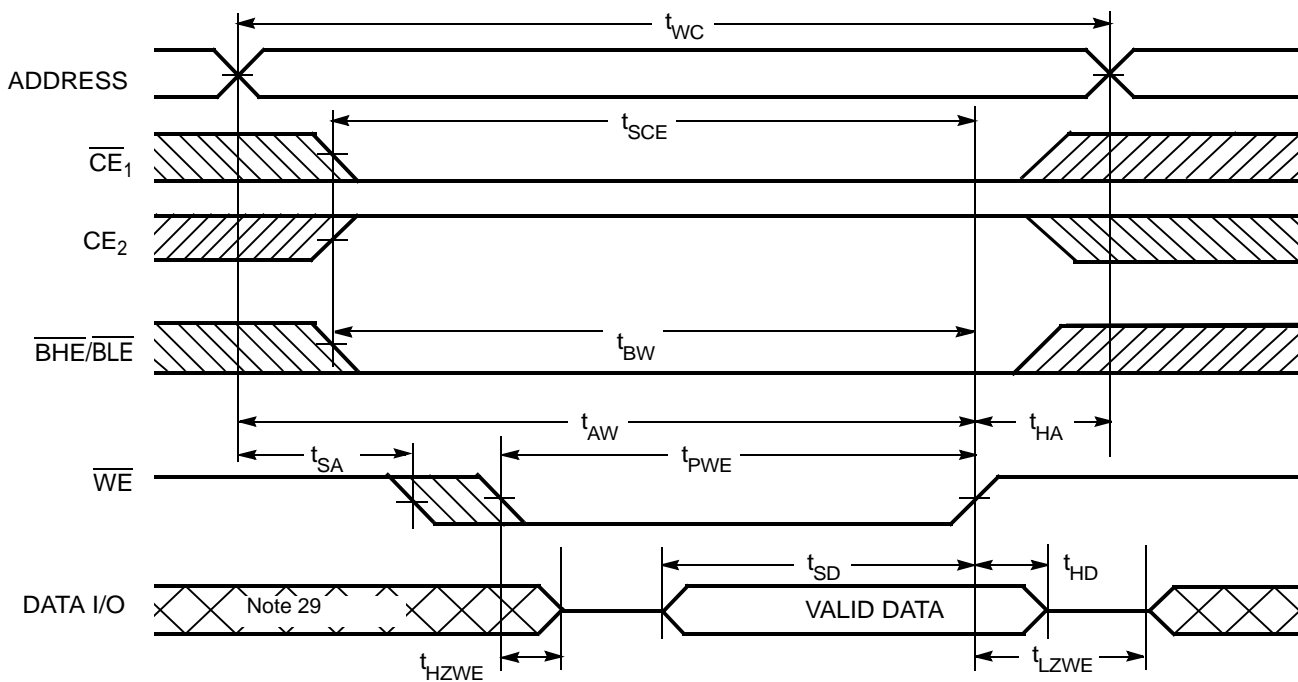 tWC
ADDRESS
tSCE
CE1
CE2
BHE/BLE
tBW
tAW
tHA
tSA
tPWE
WE
tSD
tHD
DATA I/O
Note 29
VALID DATA
tHZWE
tLZWE